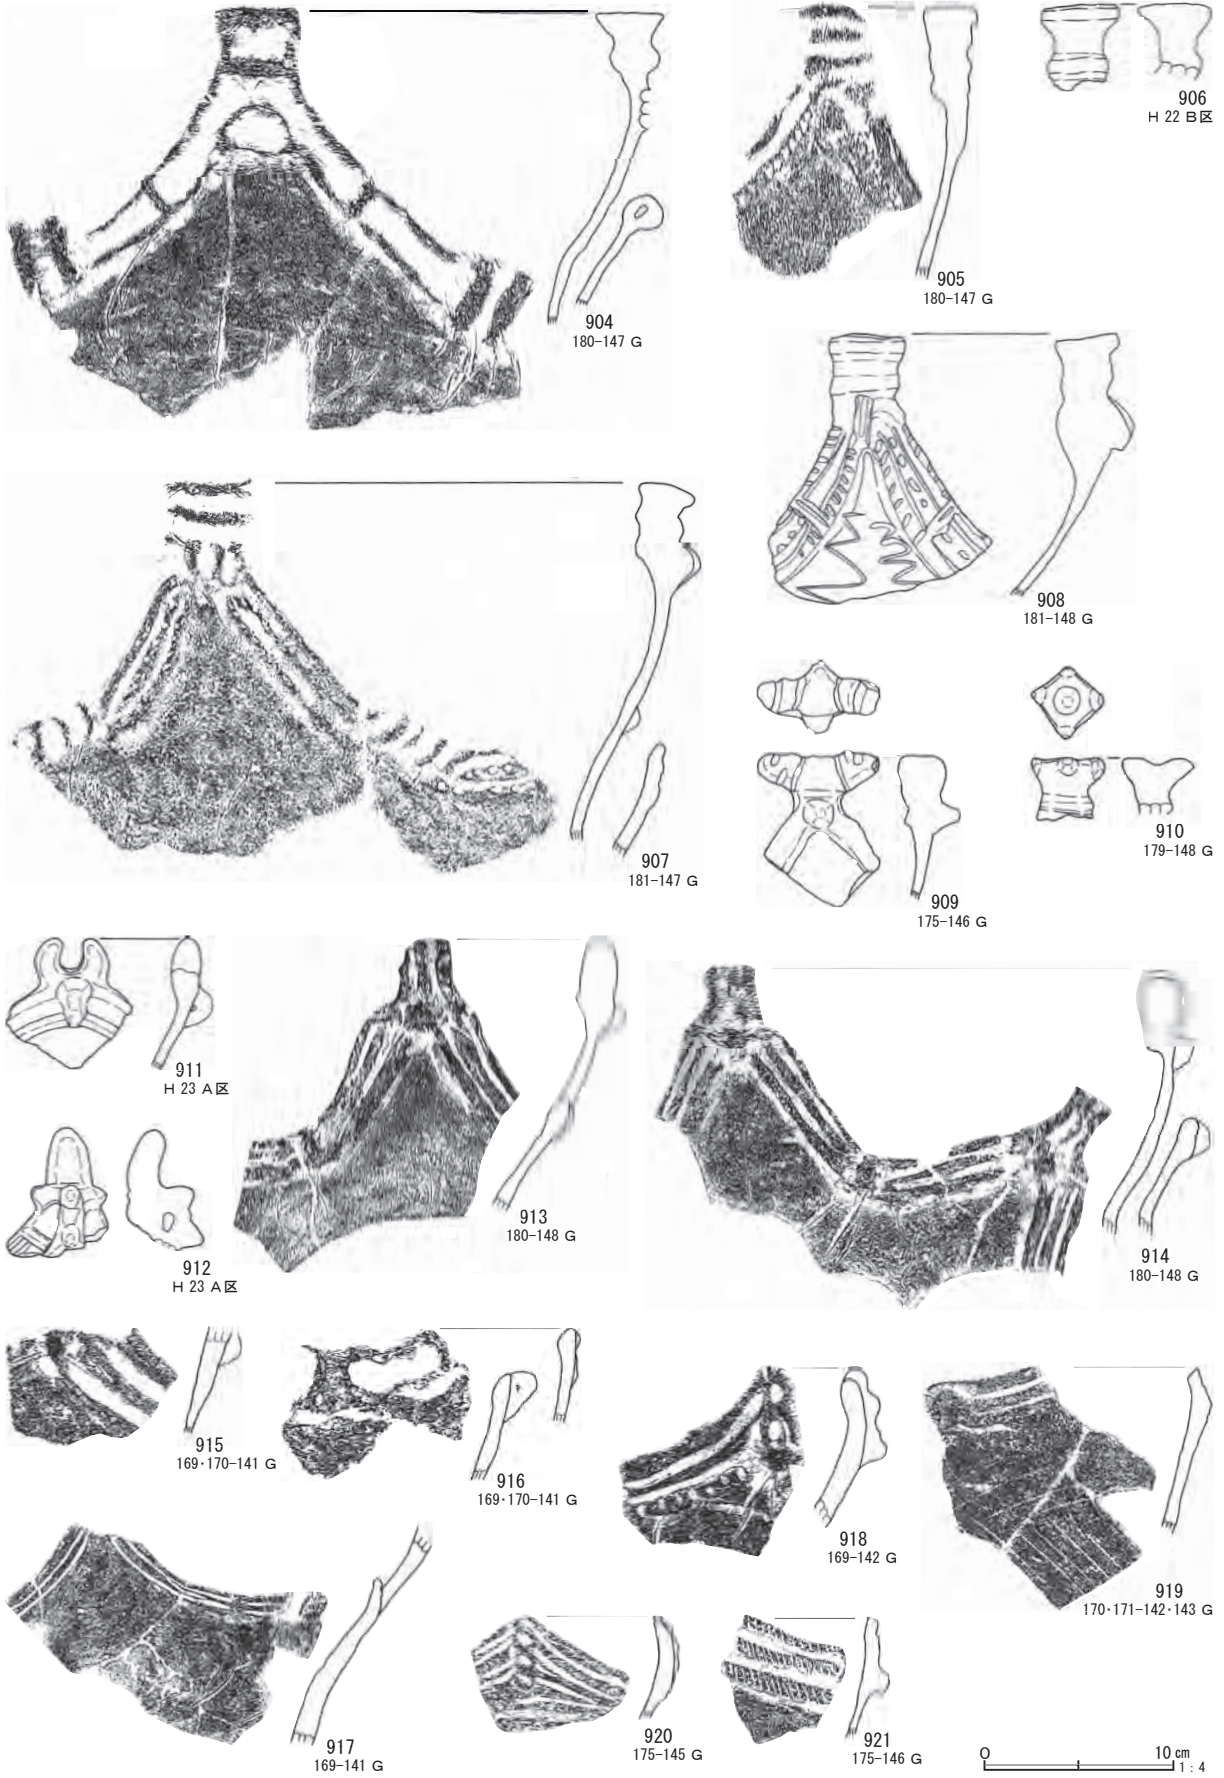 904
180-147 G
905
180-147 G
906
H 22 B区
907
181-147 G
908
181-148 G
909
175-146 G
910
179-148 G
911
H 23 A区
912
H 23 A区
913
180-148 G
914
180-148 G
915
169·170-141 G
916
169·170-141 G
917
169-141 G
918
169-142 G
919
170·171-142·143 G
920
175-145 G
921
175-146 G
0 10 cm
1:4